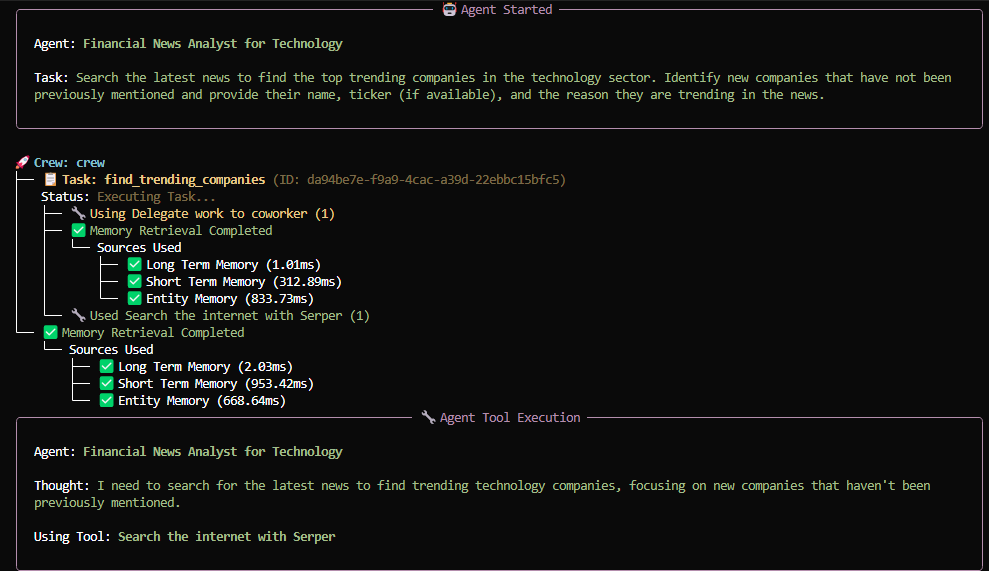 Agent Started
Agent: Financial News Analyst for Technology
Task: Search the latest news to find the top trending companies in the technology sector. Identify new companies that have not been
previously mentioned and provide their name, ticker (if available), and the reason they are trending in the news.
Crew: crew
Task: find_trending_companies (ID: da94be7e-f9a9-4cac-a39d-22ebbc15bfc5)
Status: Executing Task...
Using Delegate work to coworker (1)
Memory Retrieval Completed
Sources Used
Long Term Memory (1.01ms)
Short Term Memory (312.89ms)
Entity Memory (833.73ms)
Used Search the internet with Serper (1)
Memory Retrieval Completed
Sources Used
Long Term Memory (2.03ms)
Short Term Memory (953.42ms)
Entity Memory (668.64ms)
Agent Tool Execution
Agent: Financial News Analyst for Technology
Thought: I need to search for the latest news to find trending technology companies, focusing on new companies that haven't been
previously mentioned.
Using Tool: Search the internet with Serper